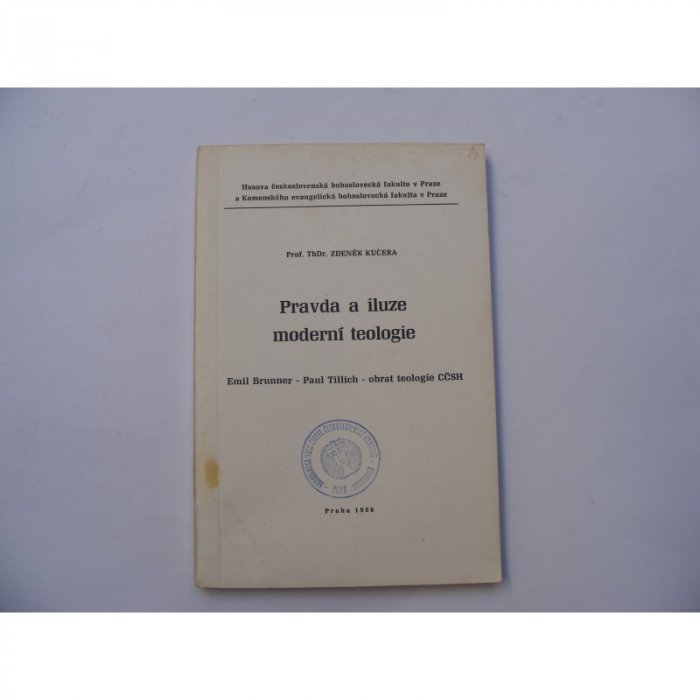 Husova československá bohoslovecká fakulta v Praze
a Komenského evangelická bohoslovecká fakulta v Praze
Prof. ThDr. ZDENĚK KUČERA
Pravda a iluze
moderní teologie
Emil Brunner - Paul Tillich - obrat teologie CČSH
Praha 1986